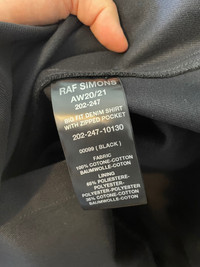 RAF SIMONS
AW20/21
202-247
BIG FIT DENIM SHIRT
WITH ZIPPED POCKET
202-247-10130
00099 ( BLACK )
FABRIC
100% COTONE-COTTON
BAUMWOLLE-COTON
LINING
65% POLIESTERE-
POLYESTER-POLYESTER-
POLYESTER
35% COTONE-COTTON
BAUMWOLLE-COTON